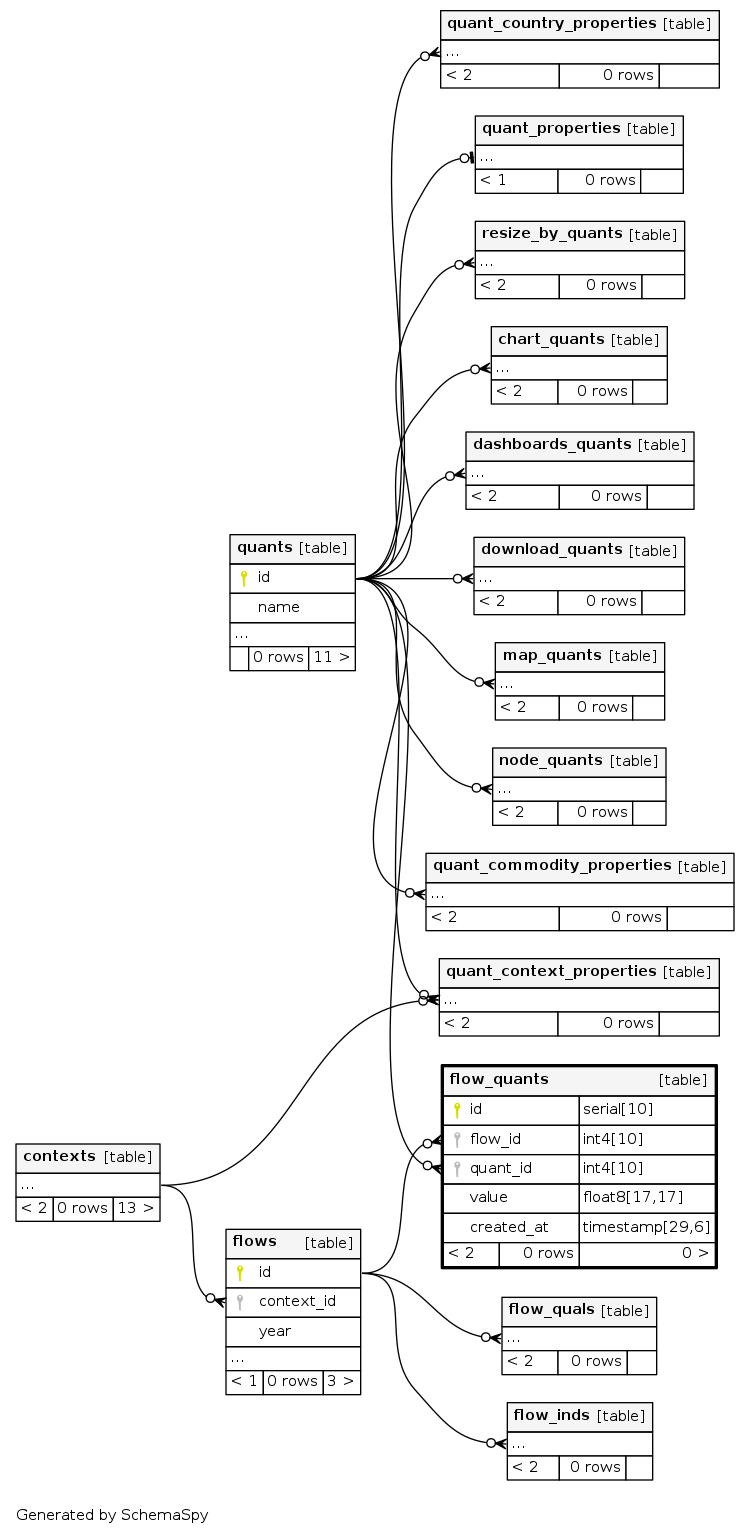 quant_country_properties [table]
...
< 2 0 rows
quant_properties [table]
...
< 1 0 rows
resize_by_quants [table]
...
< 2 0 rows
chart_quants [table]
...
< 2 0 rows
dashboards_quants [table]
...
< 2 0 rows
quants [table]
id
name
...
0 rows 11 >
download_quants [table]
...
< 2 0 rows
map_quants [table]
...
< 2 0 rows
node_quants [table]
...
< 2 0 rows
quant_commodity_properties [table]
...
< 2 0 rows
quant_context_properties [table]
...
< 2 0 rows
flow_quants [table]
id serial[10]
flow_id int4[10]
quant_id int4[10]
value float8[17,17]
created_at timestamp[29,6]
< 2 0 rows 0 >
contexts [table]
...
< 2 0 rows 13 >
flows [table]
id
context_id
year
...
< 1 0 rows 3 >
flow_quals [table]
...
< 2 0 rows
flow_inds [table]
...
< 2 0 rows
Generated by SchemaSpy